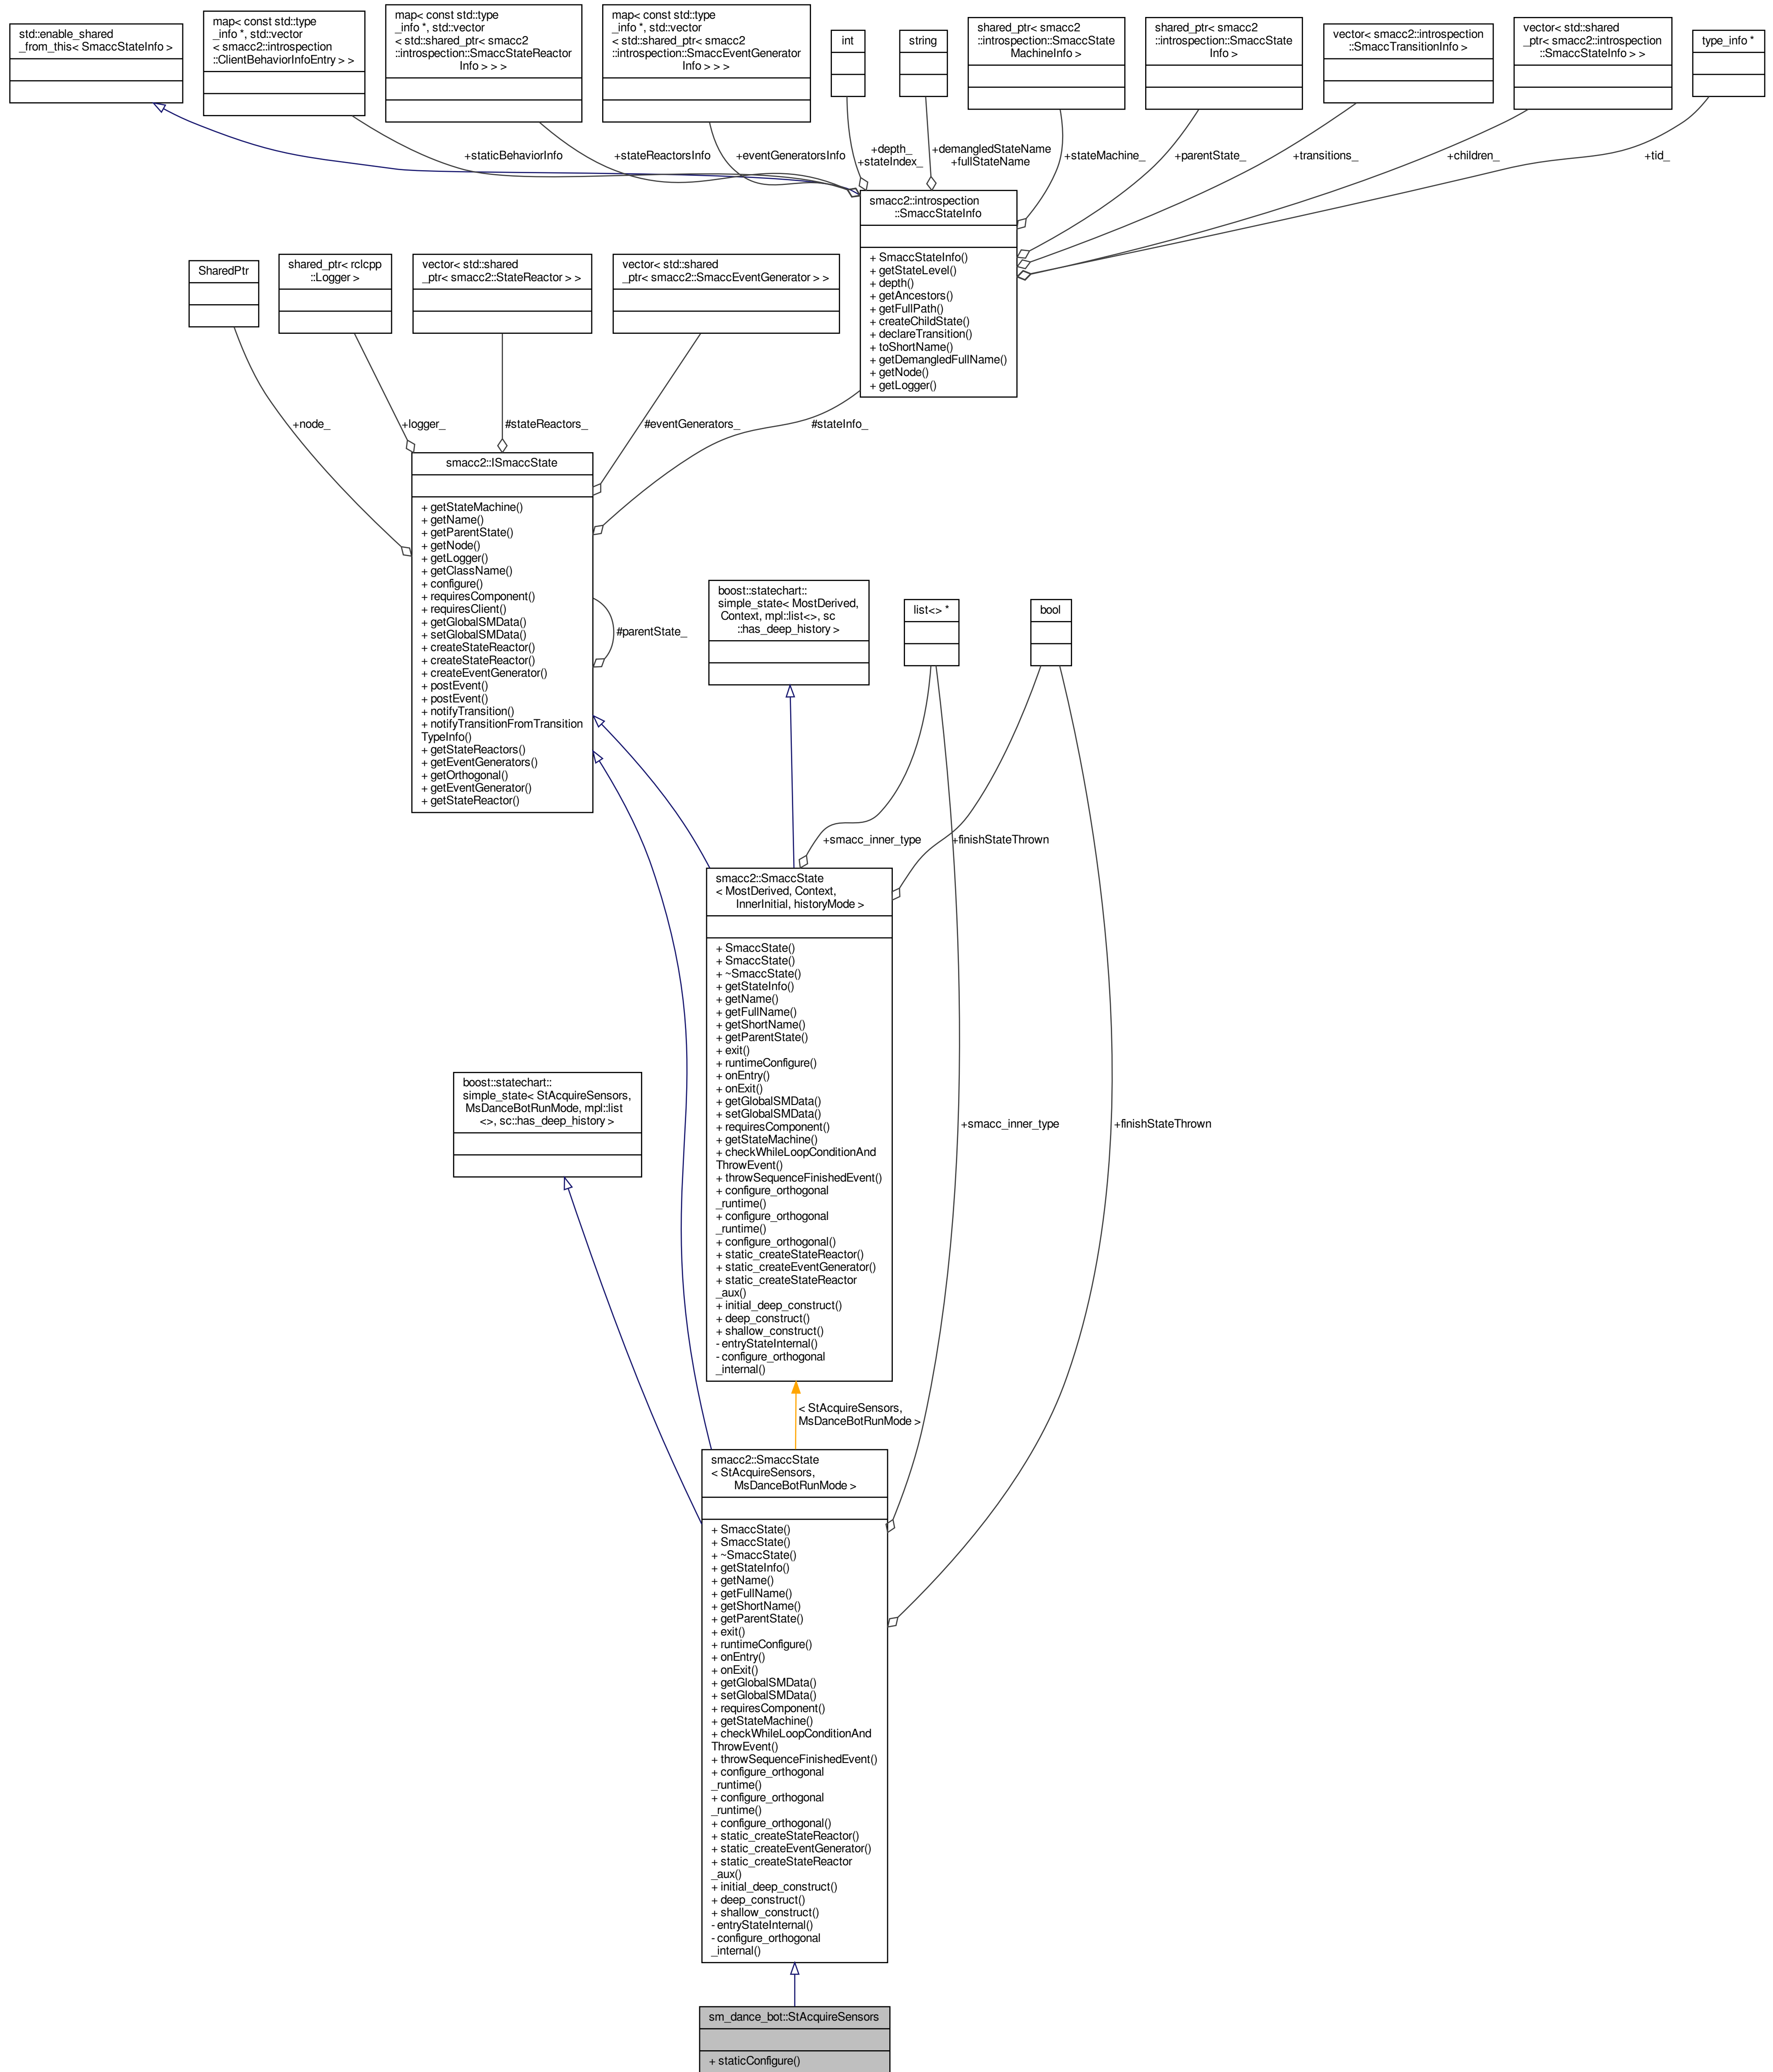 std::enable_shared
_from_this< SmaccStateInfo >
map< const std::type
_info *, std::vector
< smacc2::introspection
::ClientBehaviorInfoEntry > >
map< const std::type
_info *, std::vector
< std::shared_ptr< smacc2
::introspection::SmaccStateReactor
Info > > >
map< const std::type
_info *, std::vector
< std::shared_ptr< smacc2
::introspection::SmaccEventGenerator
Info > > >
int
string
shared_ptr< smacc2
::introspection::SmaccState
MachineInfo >
shared_ptr< smacc2
::introspection::SmaccState
Info >
vector< smacc2::introspection
::SmaccTransitionInfo >
vector< std::shared
_ptr< smacc2::introspection
::SmaccStateInfo > >
type_info *
+staticBehaviorInfo
+stateReactorsInfo
+eventGeneratorsInfo
+depth_
+stateIndex_
+demangledStateName
+fullStateName
+stateMachine_
+parentState_
+transitions_
+children_
+tid_
smacc2::introspection
::SmaccStateInfo
+ SmaccStateInfo()
+ getStateLevel()
+ depth()
+ getAncestors()
+ getFullPath()
+ createChildState()
+ declareTransition()
+ toShortName()
+ getDemangledFullName()
+ getNode()
+ getLogger()
SharedPtr
shared_ptr< rclcpp
::Logger >
vector< std::shared
_ptr< smacc2::StateReactor > >
vector< std::shared
_ptr< smacc2::SmaccEventGenerator > >
+node_
+logger_
#stateReactors_
#eventGenerators_
#stateInfo_
smacc2::ISmaccState
+ getStateMachine()
+ getName()
+ getParentState()
+ getNode()
+ getLogger()
+ getClassName()
+ configure()
+ requiresComponent()
+ requiresClient()
+ getGlobalSMData()
+ setGlobalSMData()
+ createStateReactor()
+ createStateReactor()
+ createEventGenerator()
+ postEvent()
+ postEvent()
+ notifyTransition()
+ notifyTransitionFromTransition
TypeInfo()
+ getStateReactors()
+ getEventGenerators()
+ getOrthogonal()
+ getEventGenerator()
+ getStateReactor()
#parentState_
boost::statechart::
simple_state< MostDerived,
Context, mpl::list<>, sc
::has_deep_history >
list<> *
bool
+smacc_inner_type
+finishStateThrown
smacc2::SmaccState
< MostDerived, Context,
InnerInitial, historyMode >
+ SmaccState()
+ SmaccState()
+ ~SmaccState()
+ getStateInfo()
+ getName()
+ getFullName()
+ getShortName()
+ getParentState()
+ exit()
+ runtimeConfigure()
+ onEntry()
+ onExit()
+ getGlobalSMData()
+ setGlobalSMData()
+ requiresComponent()
+ getStateMachine()
+ checkWhileLoopConditionAnd
ThrowEvent()
+ throwSequenceFinishedEvent()
+ configure_orthogonal
_runtime()
+ configure_orthogonal
_runtime()
+ configure_orthogonal()
+ static_createStateReactor()
+ static_createEventGenerator()
+ static_createStateReactor
_aux()
+ initial_deep_construct()
+ deep_construct()
+ shallow_construct()
- entryStateInternal()
- configure_orthogonal
_internal()
boost::statechart::
simple_state< StAcquireSensors,
MsDanceBotRunMode, mpl::list
<>, sc::has_deep_history >
+smacc_inner_type
+finishStateThrown
< StAcquireSensors,
MsDanceBotRunMode >
smacc2::SmaccState
< StAcquireSensors,
MsDanceBotRunMode >
+ SmaccState()
+ SmaccState()
+ ~SmaccState()
+ getStateInfo()
+ getName()
+ getFullName()
+ getShortName()
+ getParentState()
+ exit()
+ runtimeConfigure()
+ onEntry()
+ onExit()
+ getGlobalSMData()
+ setGlobalSMData()
+ requiresComponent()
+ getStateMachine()
+ checkWhileLoopConditionAnd
ThrowEvent()
+ throwSequenceFinishedEvent()
+ configure_orthogonal
_runtime()
+ configure_orthogonal
_runtime()
+ configure_orthogonal()
+ static_createStateReactor()
+ static_createEventGenerator()
+ static_createStateReactor
_aux()
+ initial_deep_construct()
+ deep_construct()
+ shallow_construct()
- entryStateInternal()
- configure_orthogonal
_internal()
sm_dance_bot::StAcquireSensors
+ staticConfigure()